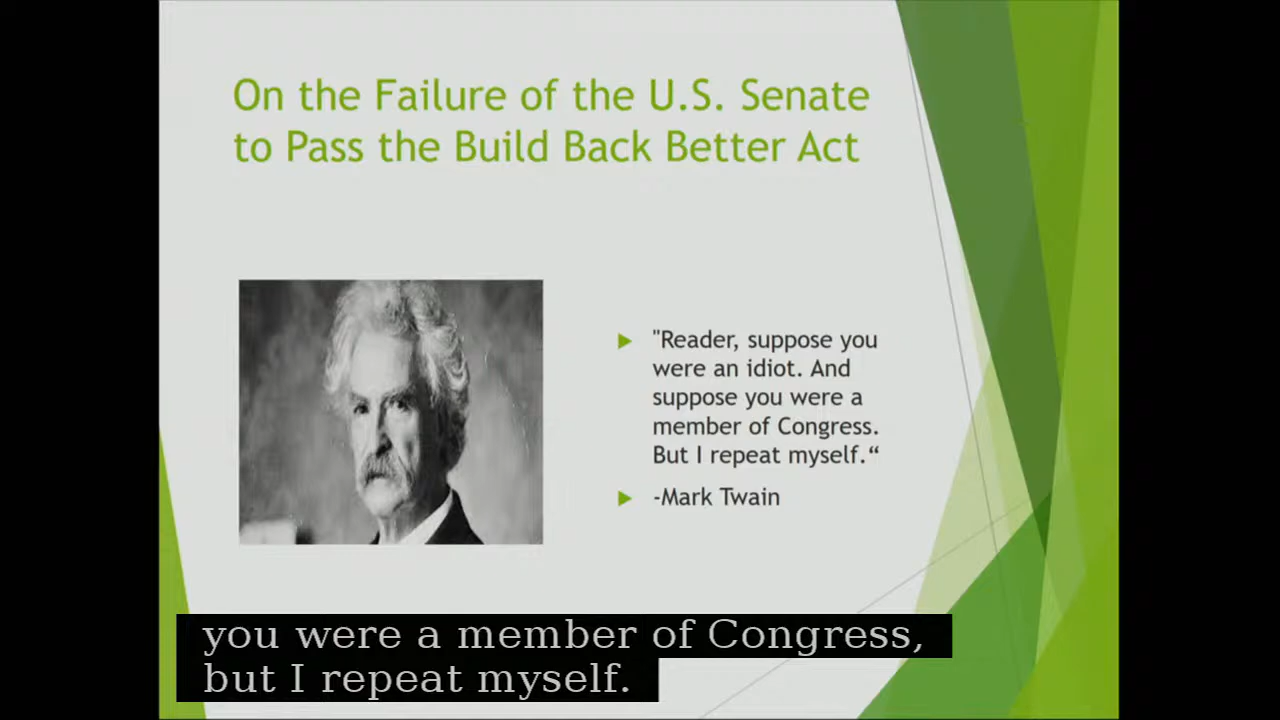 On the Failure of the U.S. Senate
to Pass the Build Back Better Act
"Reader, suppose you
were an idiot. And
suppose you were a
member of Congress.
But I repeat myself.“
-Mark Twain
you were a member of Congress,
but I repeat myself.